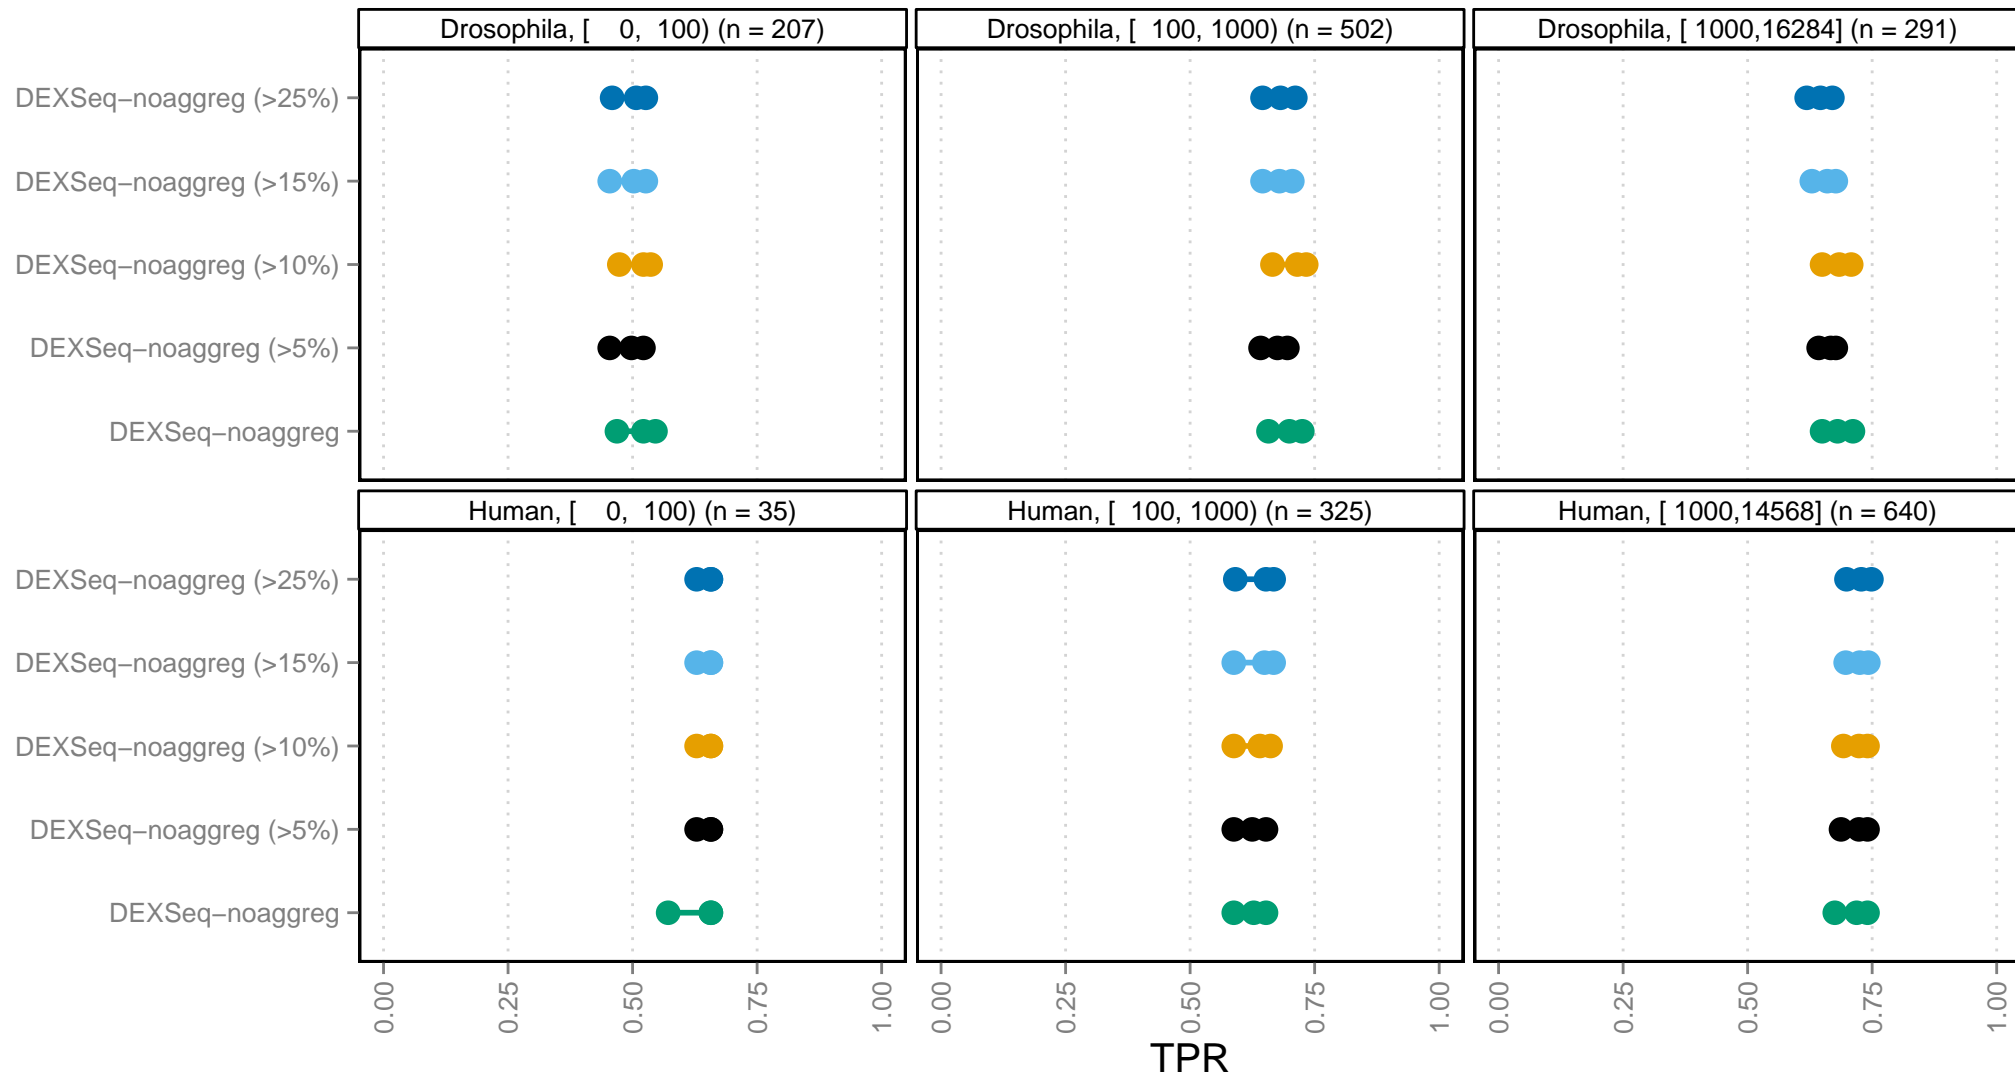 Drosophila, [ 0, 100) (n = 207)
Drosophila, [ 100, 1000) (n = 502)
Drosophila, [ 1000,16284] (n = 291)
DEXSeq−noaggreg (>25%)
DEXSeq−noaggreg (>15%)
DEXSeq−noaggreg (>10%)
DEXSeq−noaggreg (>5%)
DEXSeq−noaggreg
Human, [ 0, 100) (n = 35)
Human, [ 100, 1000) (n = 325)
Human, [ 1000,14568] (n = 640)
DEXSeq−noaggreg (>25%)
DEXSeq−noaggreg (>15%)
DEXSeq−noaggreg (>10%)
DEXSeq−noaggreg (>5%)
DEXSeq−noaggreg
0.00 0.25 0.50 0.75 1.00
0.00 0.25 0.50 0.75 1.00
0.00 0.25 0.50 0.75 1.00
TPR